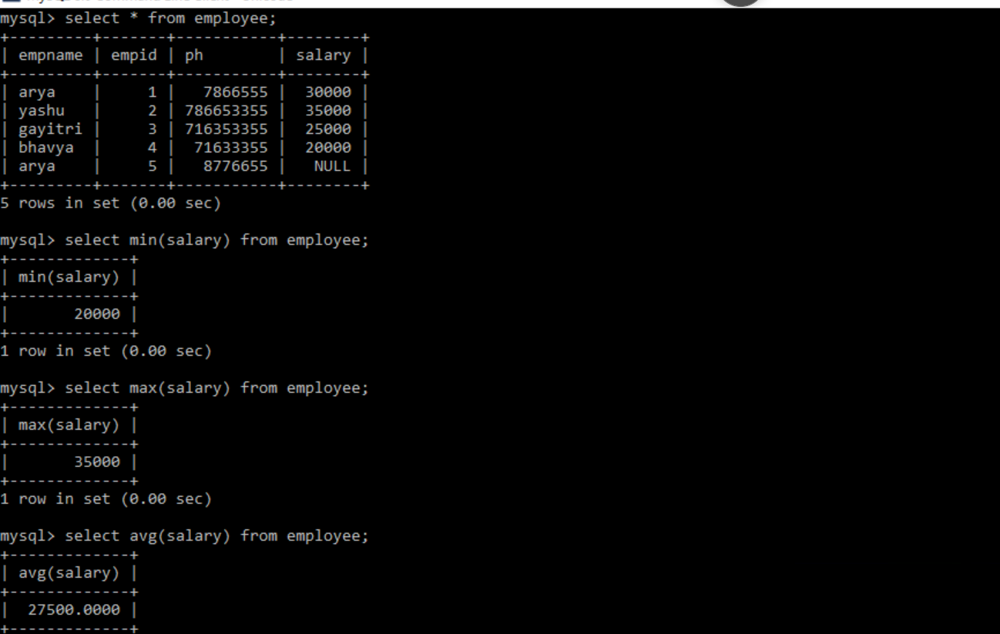 mysql> select * from employee;
+---------+-------+-----------+--------+
| empname | empid | ph        | salary |
+---------+-------+-----------+--------+
| arya    |     1 |   7866555 |  30000 |
| yashu   |     2 | 786653355 |  35000 |
| gayitri |     3 | 716353355 |  25000 |
| bhavya  |     4 |  71633355 |  20000 |
| arya    |     5 |   8776655 |   NULL |
+---------+-------+-----------+--------+
5 rows in set (0.00 sec)
mysql> select min(salary) from employee;
+-------------+
| min(salary) |
+-------------+
|       20000 |
+-------------+
1 row in set (0.00 sec)
mysql> select max(salary) from employee;
+-------------+
| max(salary) |
+-------------+
|       35000 |
+-------------+
1 row in set (0.00 sec)
mysql> select avg(salary) from employee;
+-------------+
| avg(salary) |
+-------------+
|  27500.0000 |
+-------------+